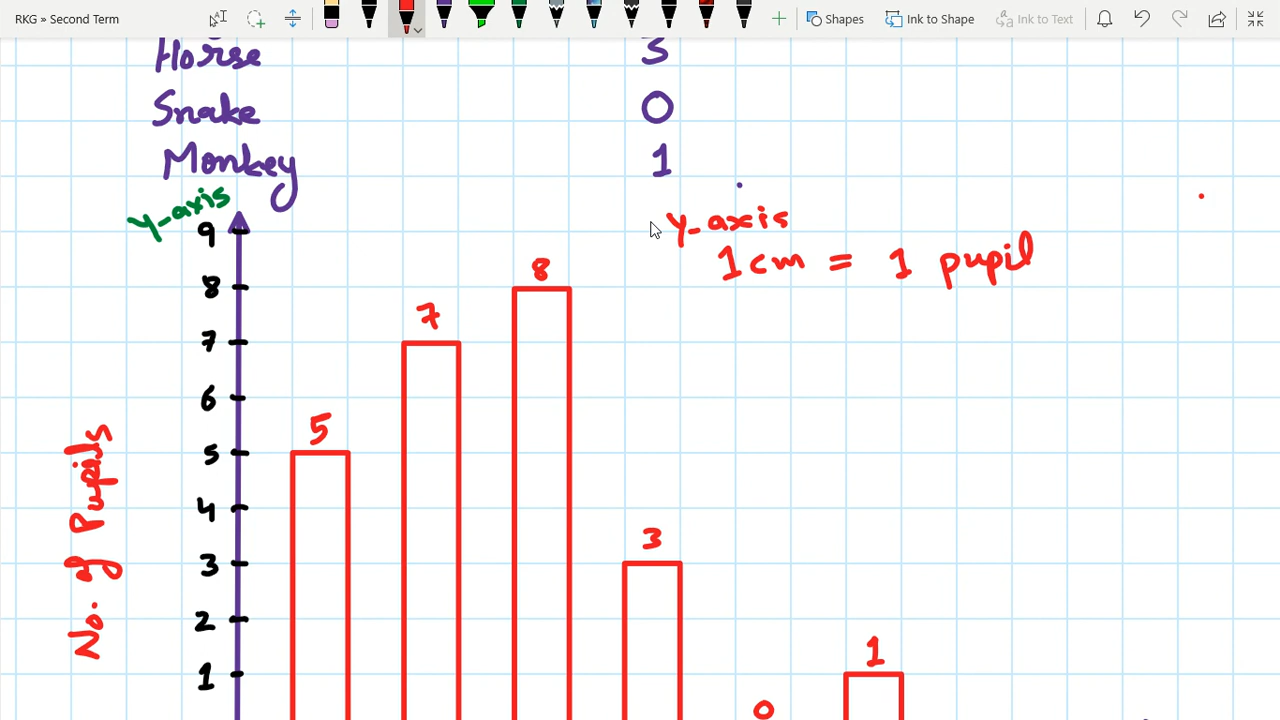 RKG » Second Term
Shapes
Ink to Shape
Ink to Text
Horse 3
Snake 0
Monkey 1
Y-axis
Y-axis
1cm = 1 pupil
9
8
7
6
5
4
3
2
1
No. of Pupils
5
7
8
3
0
1